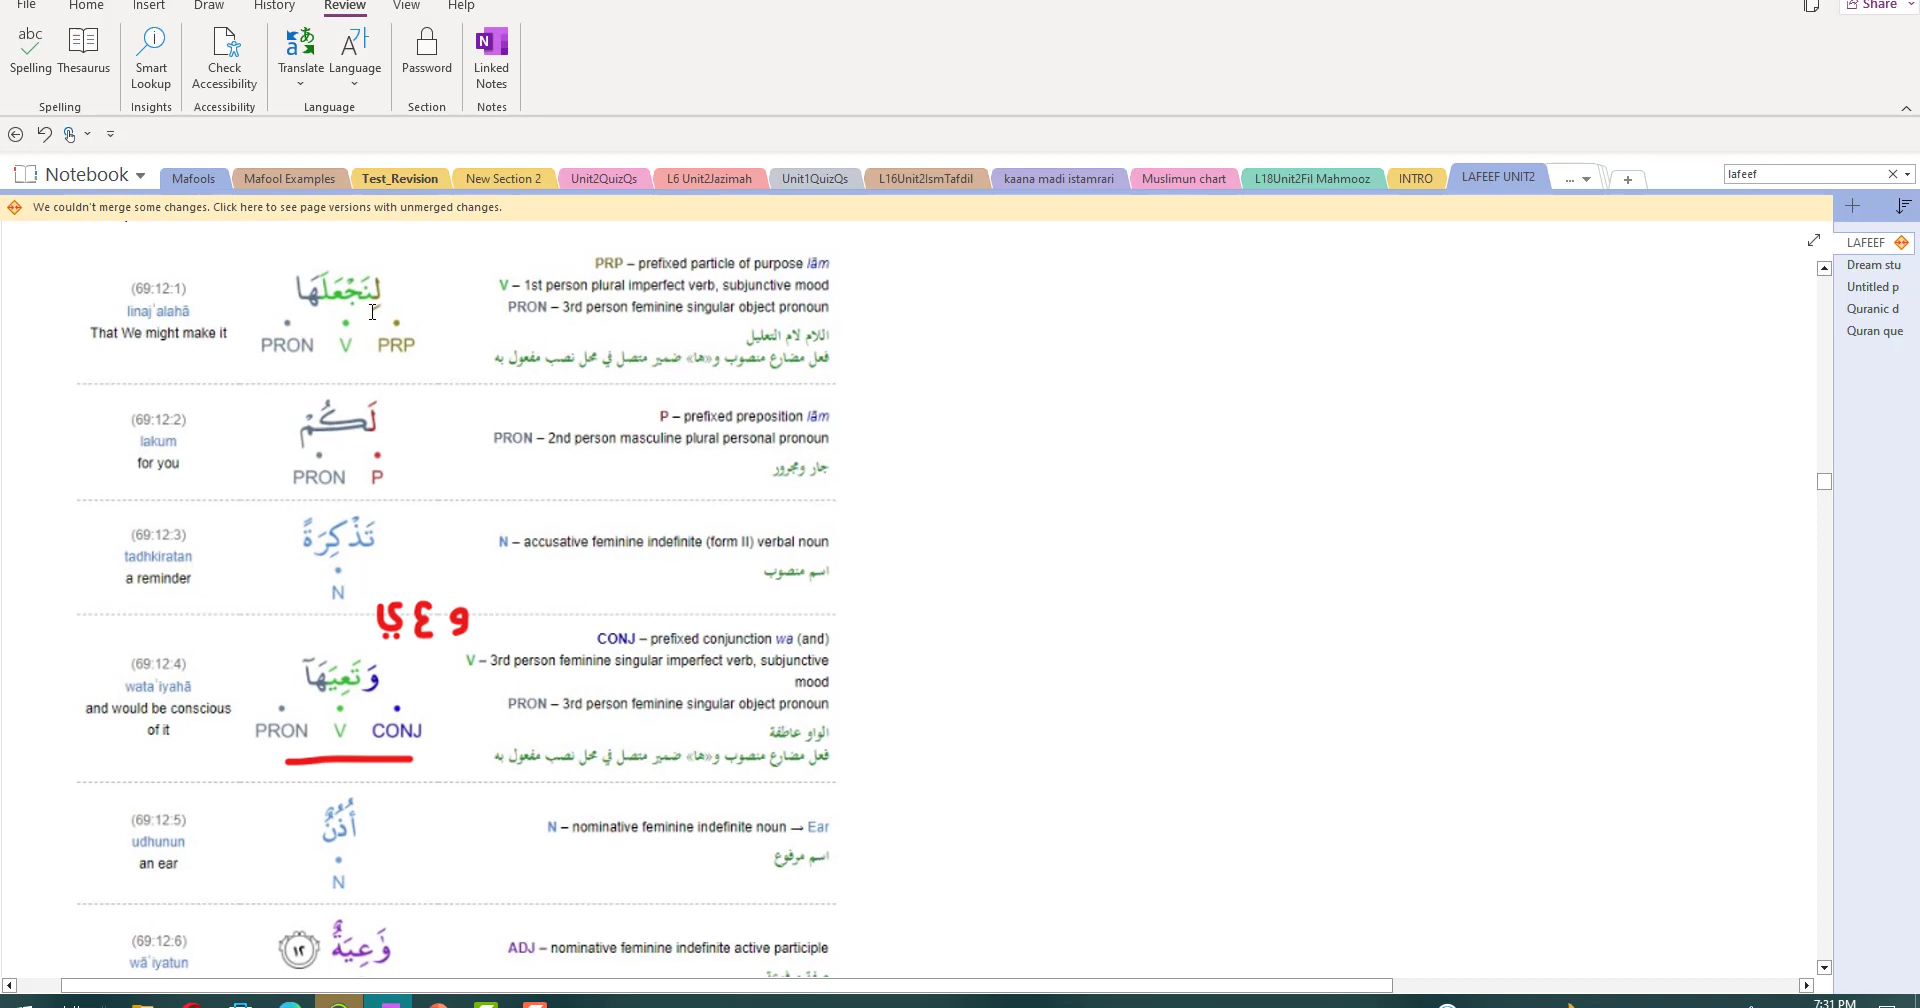 File Home Insert Draw History Review View Help Share
abc
Spelling Thesaurus Smart Lookup Check Accessibility Translate Language Password Linked Notes
Spelling Insights Accessibility Language Section Notes
Notebook Mafools Mafool Examples Test_Revision New Section 2 Unit2QuizQs L6 Unit2Jazimah Unit1QuizQs L16Unit2IsmTafdil kaana madi istamrari Muslimun chart L18Unit2Fil Mahmooz INTRO LAFEEF UNIT2 ... lafeef
We couldn't merge some changes. Click here to see page versions with unmerged changes.
LAFEEF
Dream stu
Untitled p
Quranic d
Quran que
(69:12:1)
linajʿalahā
That We might make it
لِنَجْعَلَهَا
PRON V PRP
PRP – prefixed particle of purpose lām
V – 1st person plural imperfect verb, subjunctive mood
PRON – 3rd person feminine singular object pronoun
اللام لام التعليل
فعل مضارع منصوب و«ها» ضمير متصل في محل نصب مفعول به
(69:12:2)
lakum
for you
لَكُمْ
PRON P
P – prefixed preposition lām
PRON – 2nd person masculine plural personal pronoun
جار ومجرور
(69:12:3)
tadhkiratan
a reminder
تَذْكِرَةً
N
N – accusative feminine indefinite (form II) verbal noun
اسم منصوب
و ع ي
(69:12:4)
wataʿiyahā
and would be conscious
of it
وَتَعِيَهَآ
PRON V CONJ
CONJ – prefixed conjunction wa (and)
V – 3rd person feminine singular imperfect verb, subjunctive
mood
PRON – 3rd person feminine singular object pronoun
الواو عاطفة
فعل مضارع منصوب و«ها» ضمير متصل في محل نصب مفعول به
(69:12:5)
udhunun
an ear
أُذُنٌ
N
N – nominative feminine indefinite noun → Ear
اسم مرفوع
(69:12:6)
wāʿiyatun
وَٰعِيَةٌ ١٢
ADJ – nominative feminine indefinite active participle
7:31 PM